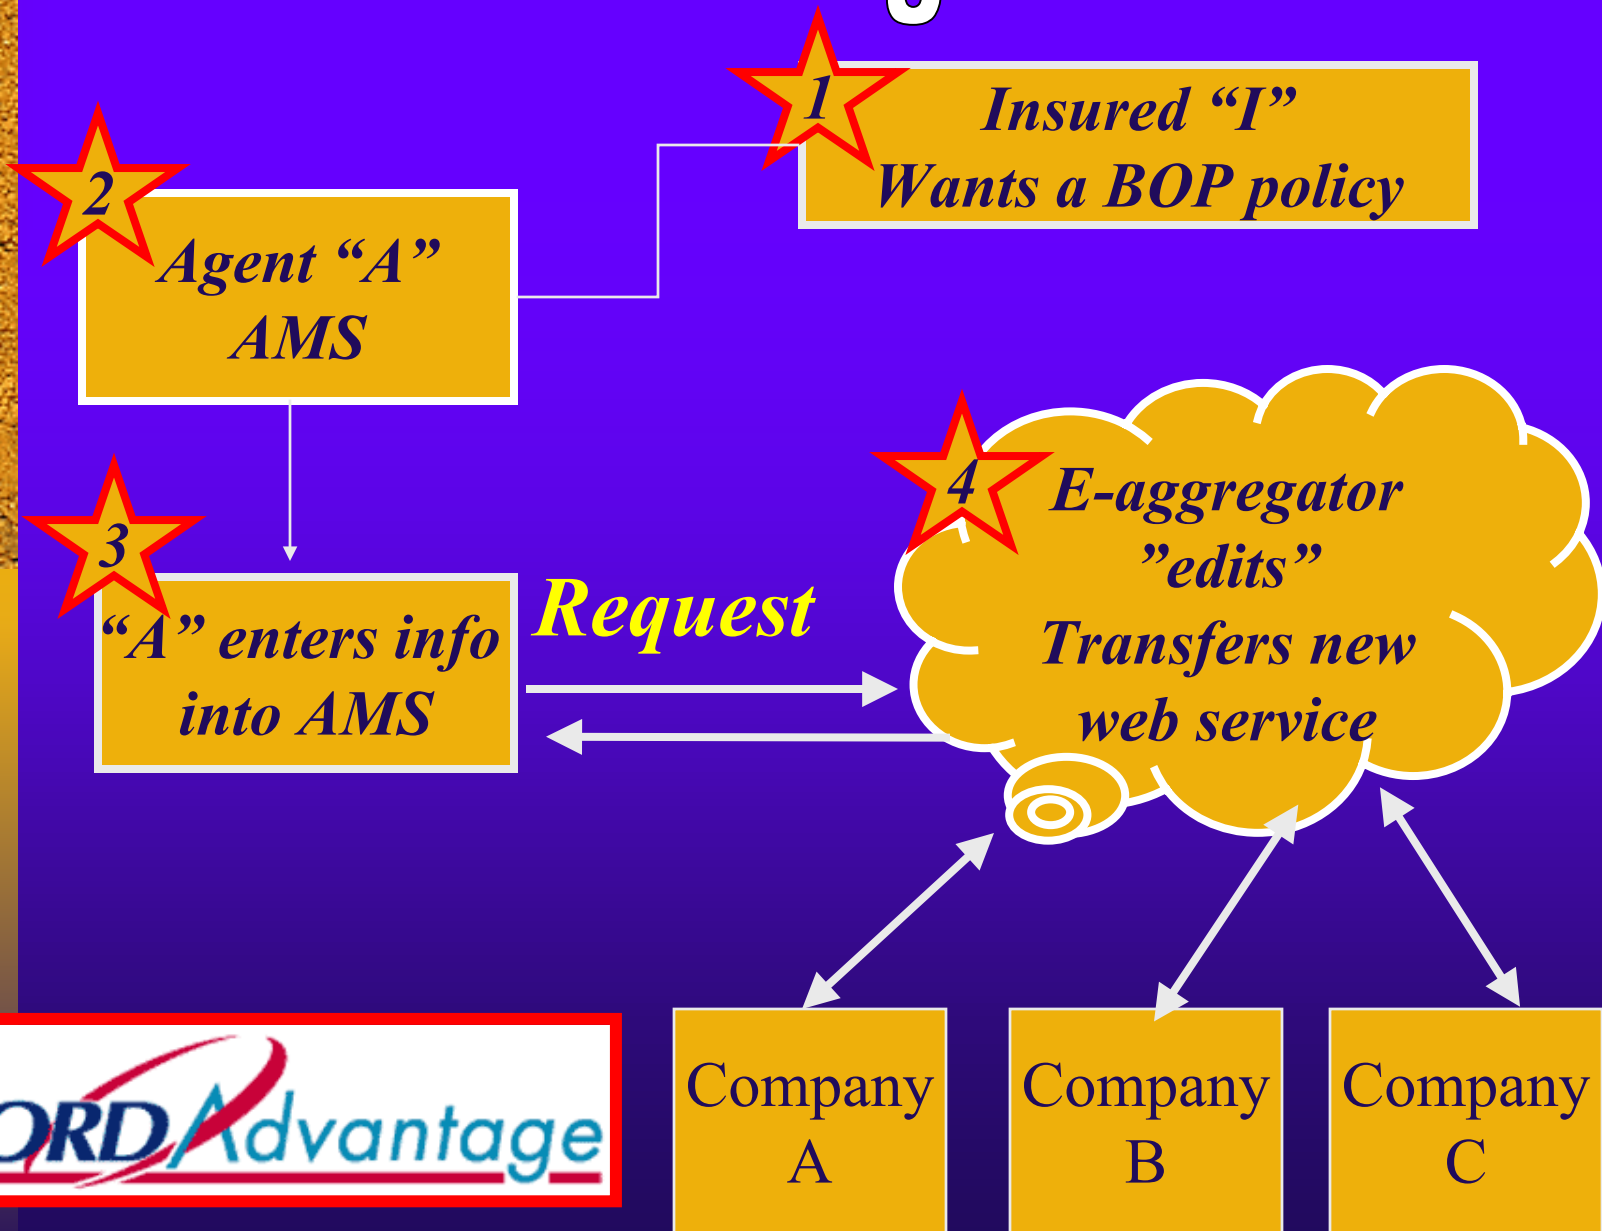 1
Insured “I”
Wants a BOP policy
2
Agent “A”
AMS
3
“A” enters info
into AMS
Request
4
E-aggregator
”edits”
Transfers new
web service
ORD Advantage
Company
A
Company
B
Company
C